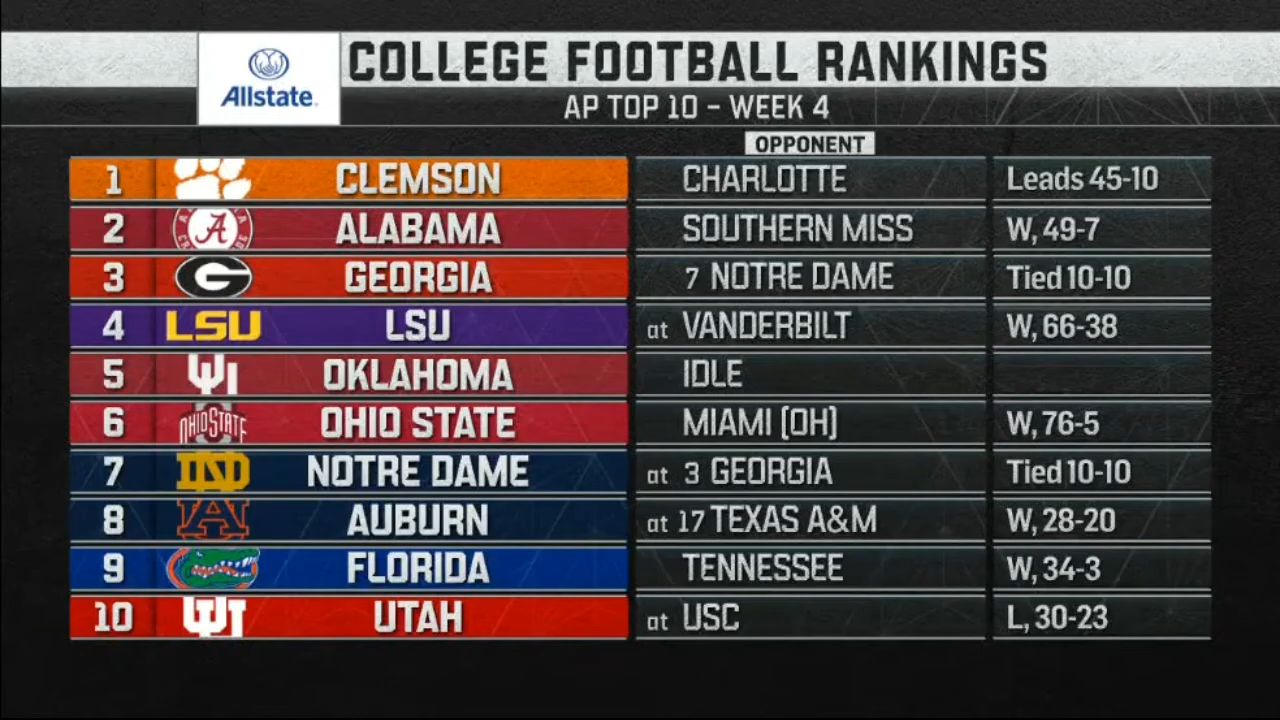 Allstate.
COLLEGE FOOTBALL RANKINGS
AP TOP 10 – WEEK 4
OPPONENT
1 CLEMSON CHARLOTTE Leads 45-10
2 A ALABAMA SOUTHERN MISS W, 49-7
3 G GEORGIA 7 NOTRE DAME Tied 10-10
4 LSU LSU at VANDERBILT W, 66-38
5 OKLAHOMA IDLE
6 OHIO STATE OHIO STATE MIAMI (OH) W, 76-5
7 ND NOTRE DAME at 3 GEORGIA Tied 10-10
8 AU AUBURN at 17 TEXAS A&M W, 28-20
9 FLORIDA TENNESSEE W, 34-3
10 UTAH at USC L, 30-23